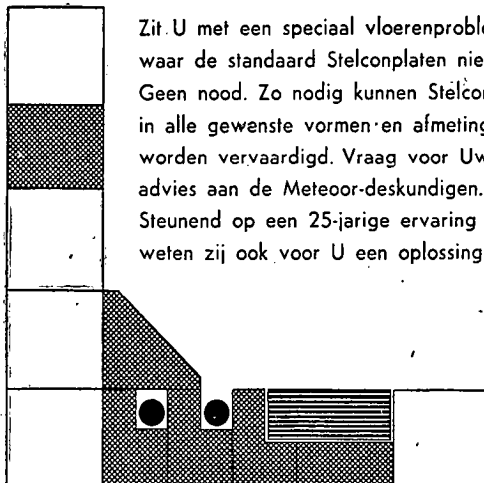 Zit U met een speciaal vloerenproble
waar de standaard Stelconplaten nie
Geen nood. Zo nodig kunnen Stelcon
in alle gewenste vormen en afmeting
worden vervaardigd. Vraag voor Uw
advies aan de Meteoor-deskundigen.
Steunend op een 25-jarige ervaring
weten zij ook voor U een oplossing